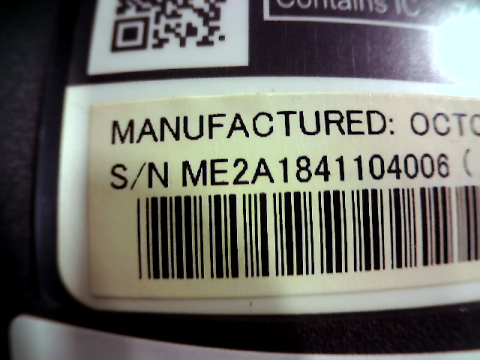 Contains IC
MANUFACTURED: OCTO
S/N ME2A1841104006 (